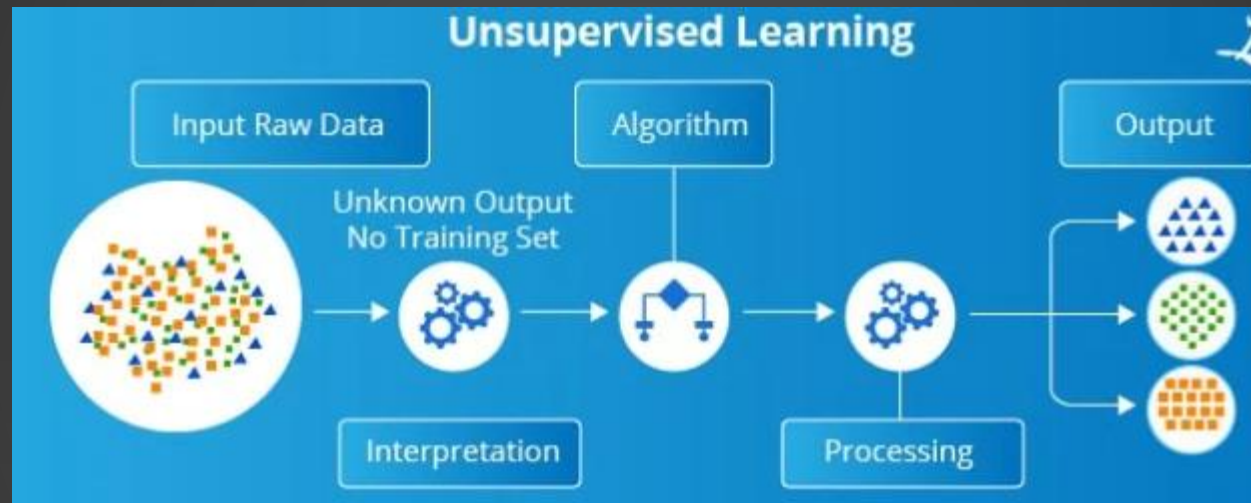 Unsupervised Learning
Input Raw Data
Algorithm
Output
Unknown Output
No Training Set
Interpretation
Processing